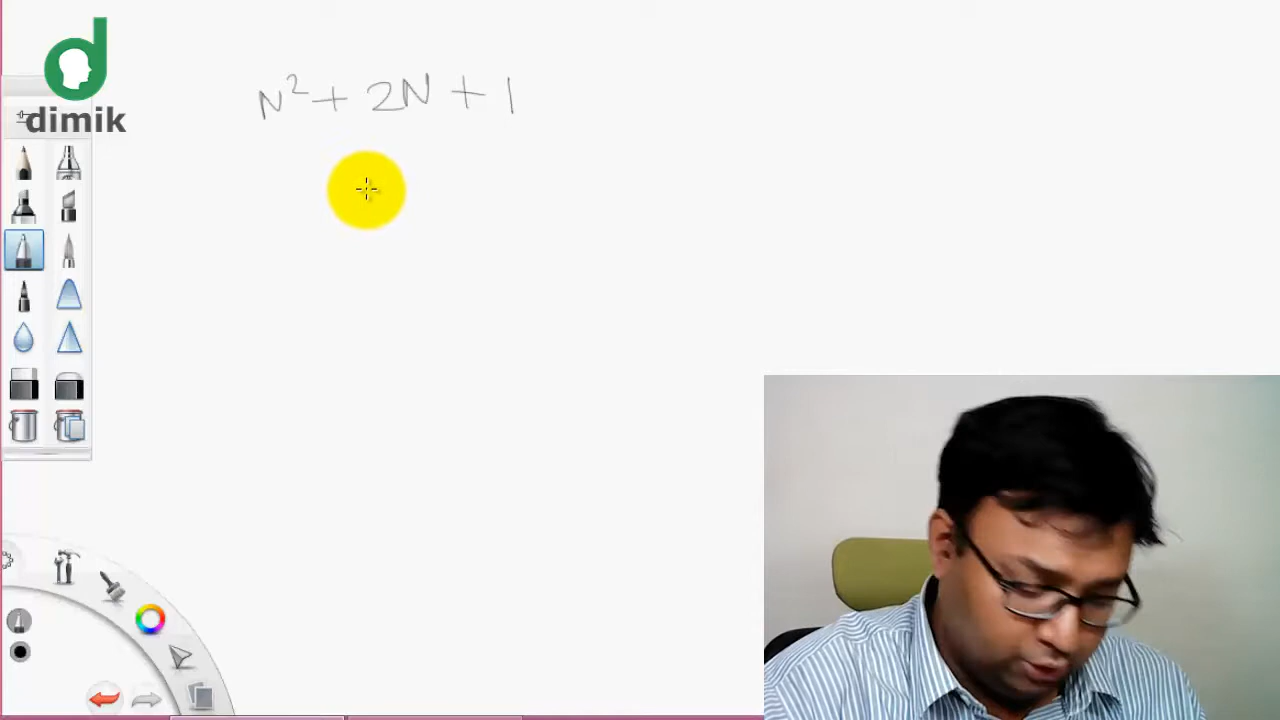 dimik
N² + 2N + 1